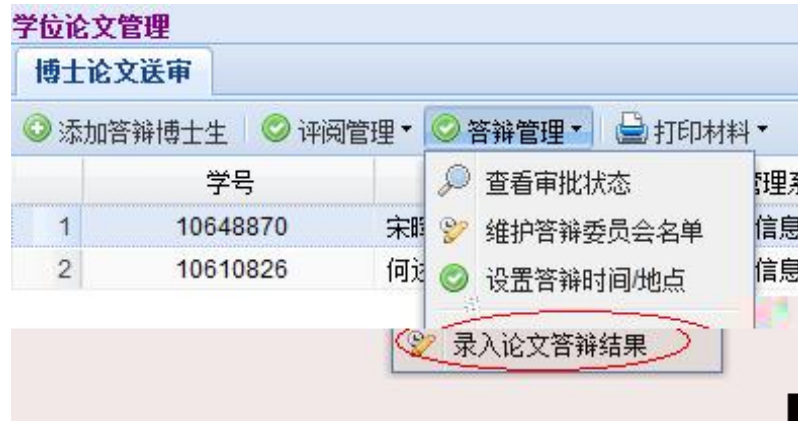 学位论文管理
博士论文送审
添加答辩博士生 评阅管理 答辩管理 打印材料
学号
查看审批状态
1 10648870 宋
维护答辩委员会名单
信息
2 10610826 何
设置答辩时间/地点
信息
录入论文答辩结果